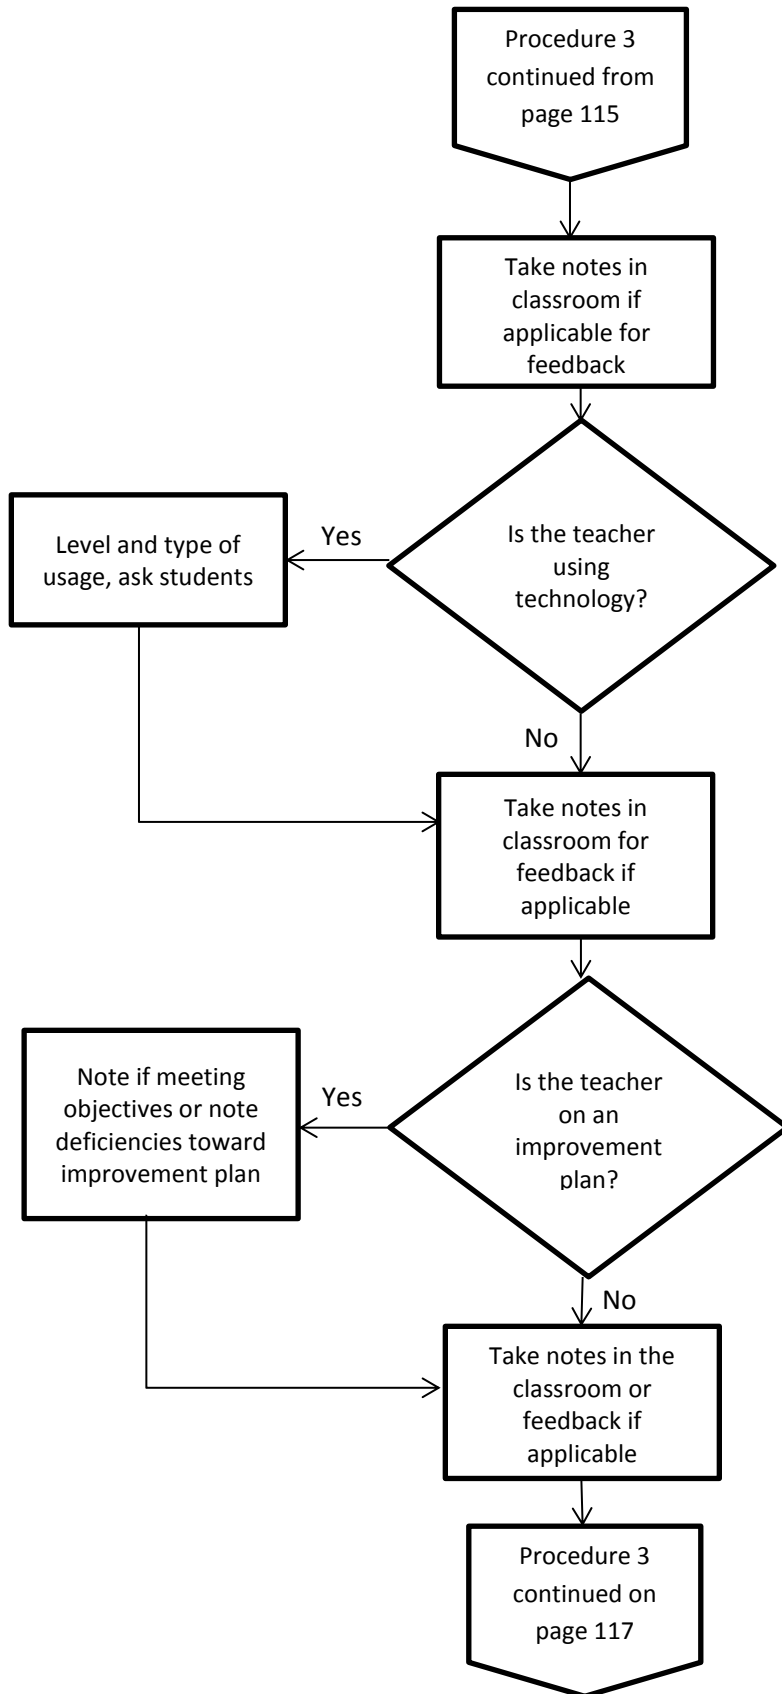 Procedure 3
continued from
page 115
Take notes in
classroom if
applicable for
feedback
Is the teacher
using
technology?
Yes
Level and type of
usage, ask students
No
Take notes in
classroom for
feedback if
applicable
Is the teacher
on an
improvement
plan?
Yes
Note if meeting
objectives or note
deficiencies toward
improvement plan
No
Take notes in the
classroom or
feedback if
applicable
Procedure 3
continued on
page 117